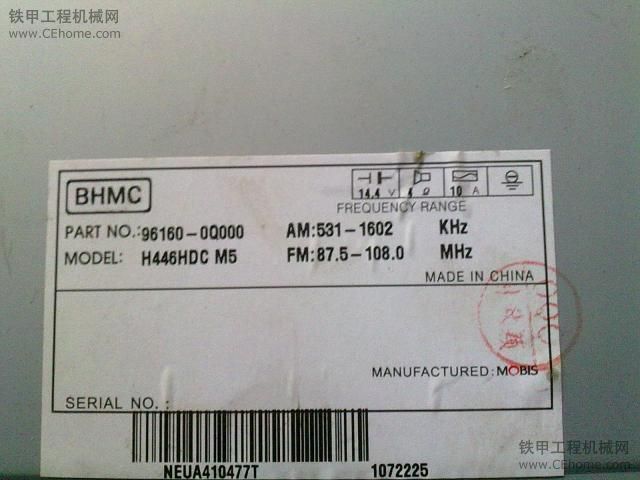 铁甲工程机械网
www.CEhome.com
BHMC
14.4 V 4 Ω 10 A
FREQUENCY RANGE
PART NO.:96160-0Q000 AM:531-1602 KHz
MODEL: H446HDC M5 FM:87.5-108.0 MHz
MADE IN CHINA
MANUFACTURED:MOBIS
SERIAL NO.:
NEUA410477T 1072225
铁甲工程机械网
www.CEhome.com